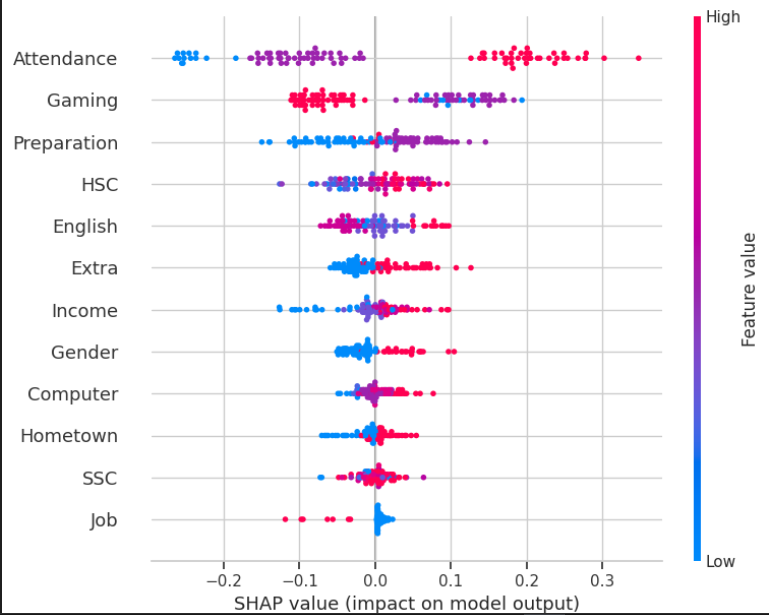 High
Attendance
Gaming
Preparation
HSC
English
Extra
Income
Gender
Computer
Hometown
SSC
Job
Feature value
Low
−0.2 −0.1 0.0 0.1 0.2 0.3
SHAP value (impact on model output)